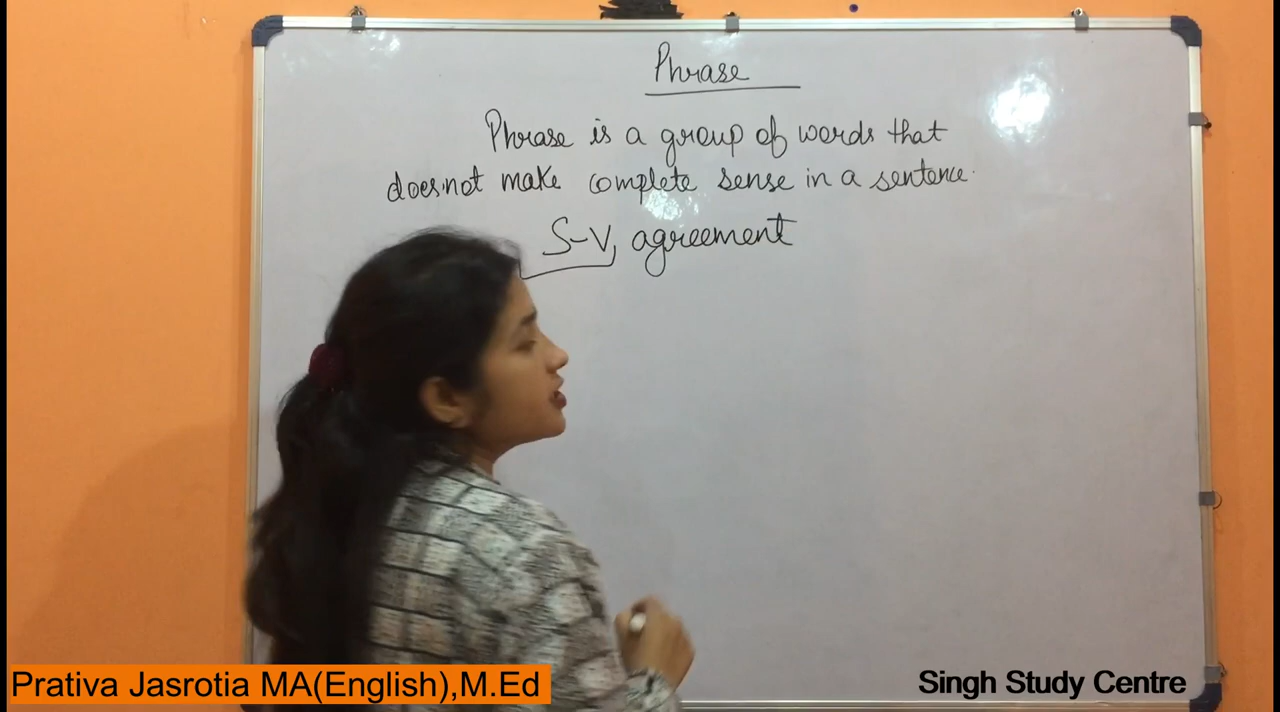 Phrase
Phrase is a group of words that
does not make complete sense in a sentence.
S-V, agreement
Prativa Jasrotia MA(English),M.Ed
Singh Study Centre